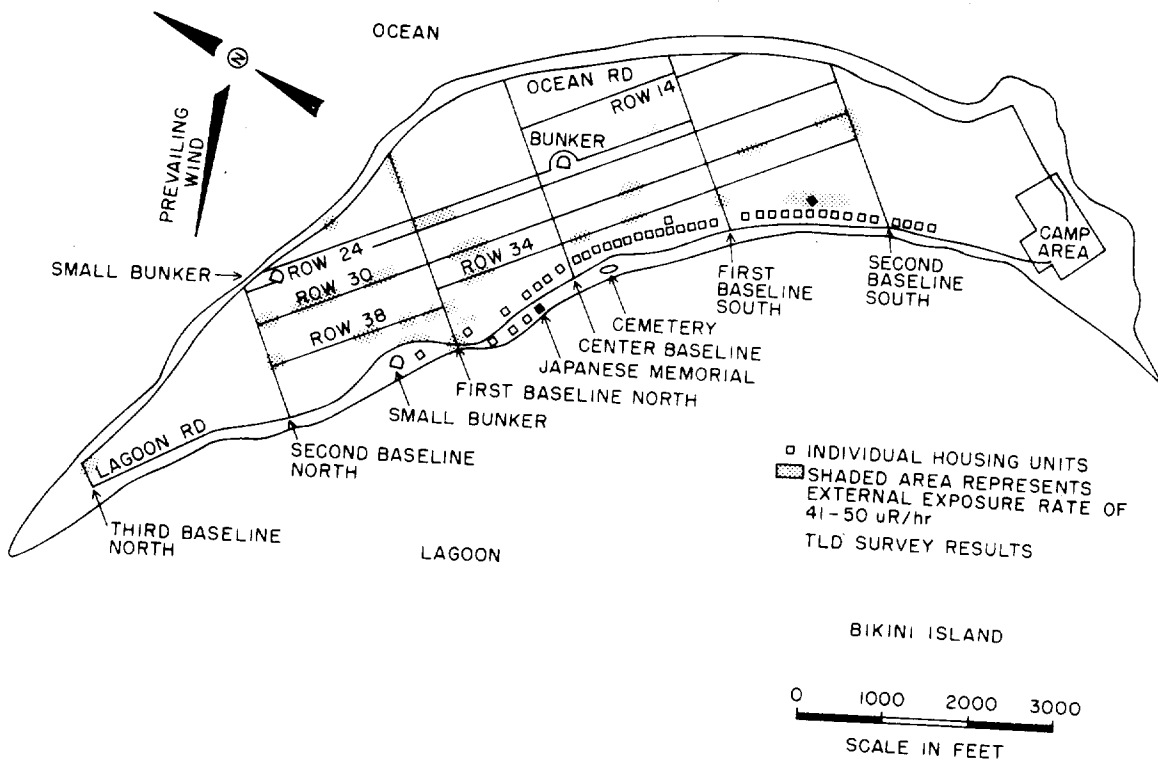 OCEAN
N
PREVAILING
WIND
OCEAN RD
ROW 14
BUNKER
SMALL BUNKER
ROW 24
ROW 30
ROW 34
ROW 38
CAMP
AREA
FIRST
BASELINE
SOUTH
SECOND
BASELINE
SOUTH
CEMETERY
CENTER BASELINE
JAPANESE MEMORIAL
FIRST BASELINE NORTH
SMALL BUNKER
LAGOON RD
SECOND BASELINE
NORTH
THIRD BASELINE
NORTH
LAGOON
INDIVIDUAL HOUSING UNITS
SHADED AREA REPRESENTS
EXTERNAL EXPOSURE RATE OF
41-50 uR/hr
TLD SURVEY RESULTS
BIKINI ISLAND
0 1000 2000 3000
SCALE IN FEET